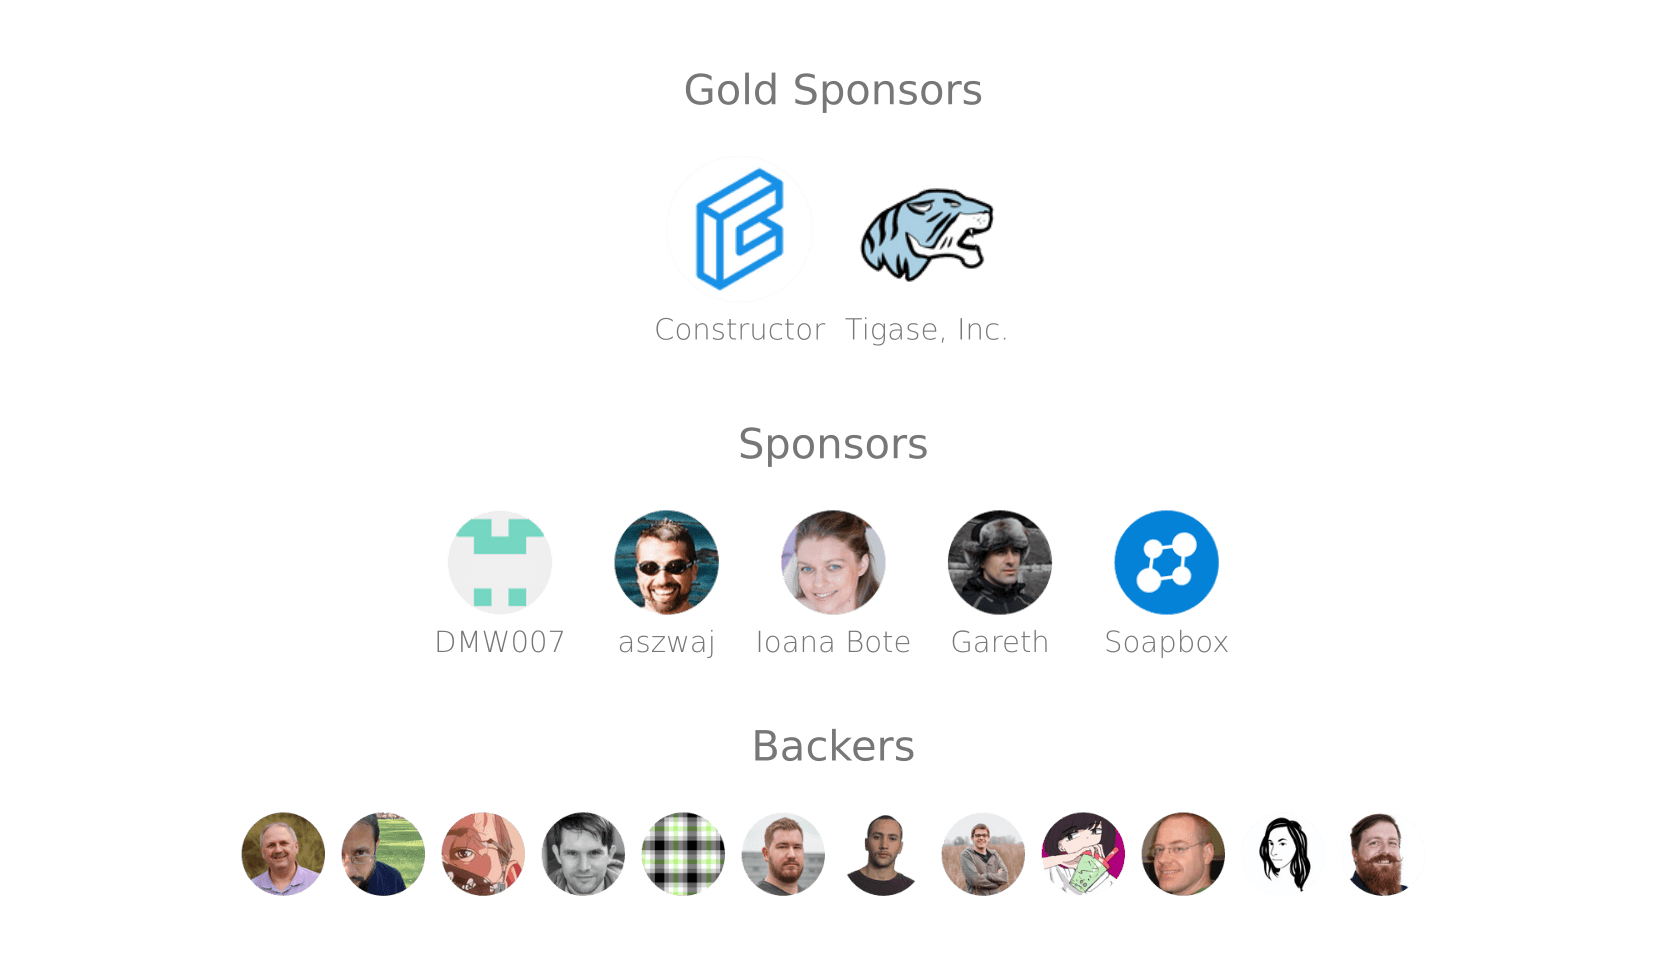 Gold Sponsors
Constructor Tigase, Inc.
Sponsors
DMW007 aszwaj Ioana Bote Gareth Soapbox
Backers